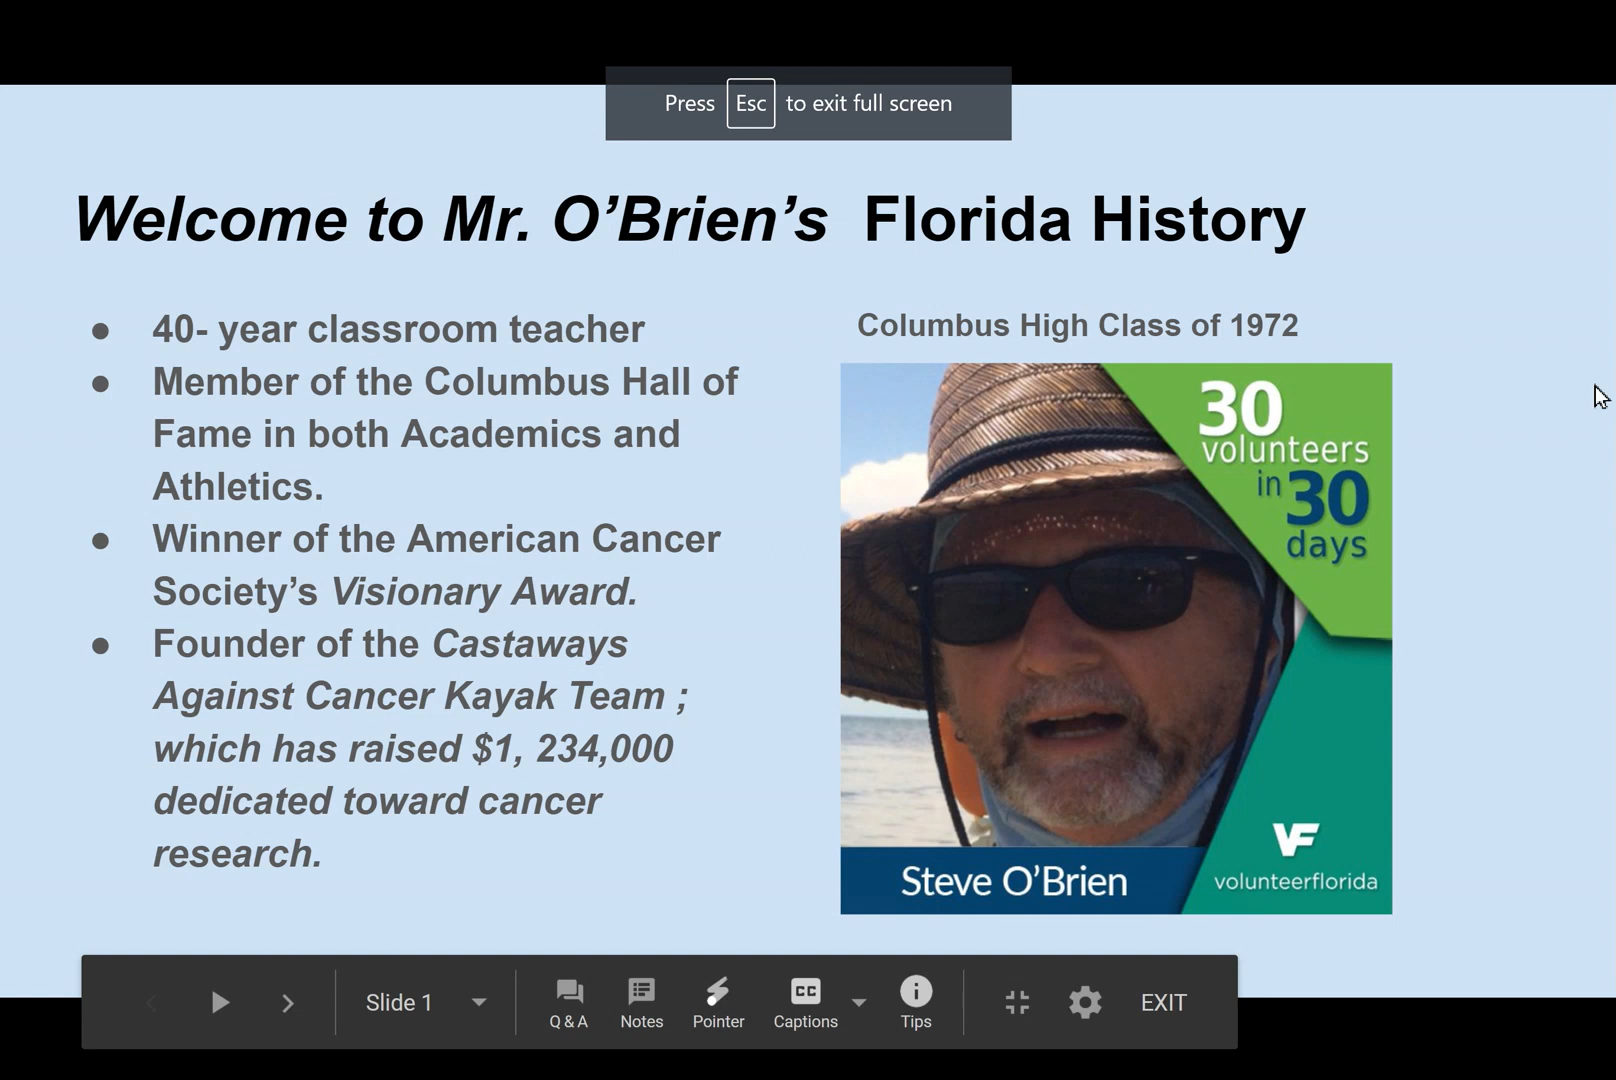 Press Esc to exit full screen
Welcome to Mr. O’Brien’s Florida History
● 40- year classroom teacher
● Member of the Columbus Hall of
Fame in both Academics and
Athletics.
● Winner of the American Cancer
Society’s Visionary Award.
● Founder of the Castaways
Against Cancer Kayak Team ;
which has raised $1, 234,000
dedicated toward cancer
research.
Columbus High Class of 1972
30
volunteers
in 30
days
Steve O’Brien
VF
volunteerflorida
Slide 1
Q & A
Notes
Pointer
CC
Captions
Tips
EXIT